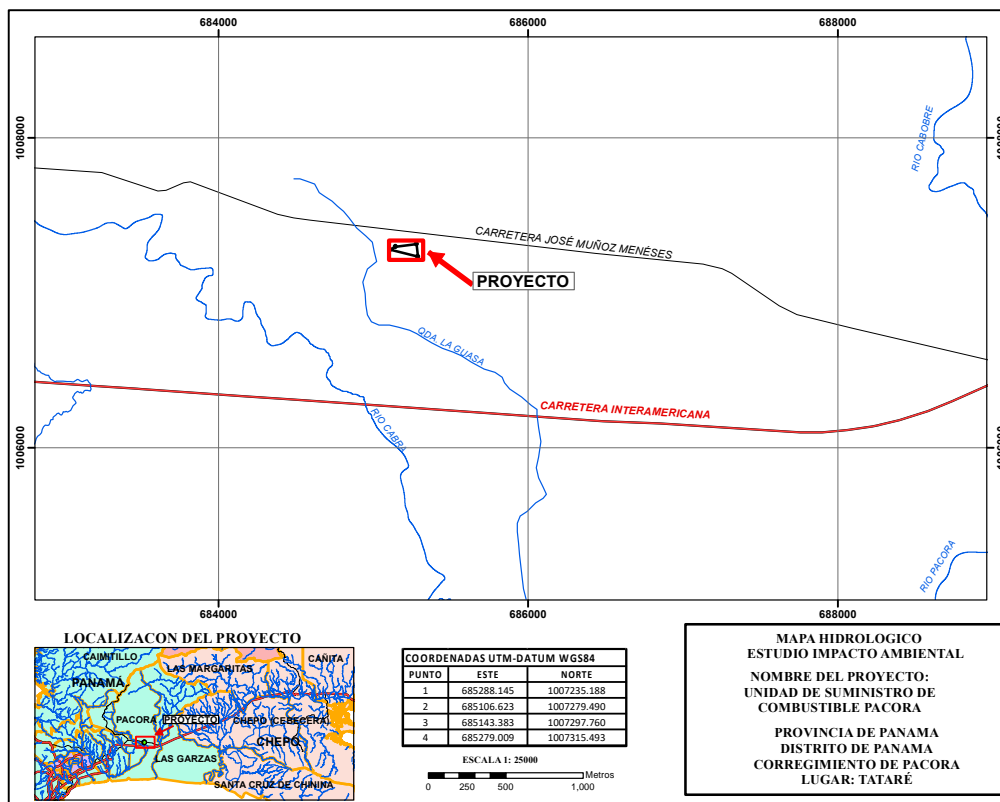 684000
686000
688000
1008000
1008000
RIO CABOBRE
CARRETERA JOSÉ MUÑOZ MENÉSES
PROYECTO
QDA. LA GUASA
CARRETERA INTERAMERICANA
RIO CABRA
1006000
1006000
RIO PACORA
684000
686000
688000
LOCALIZACON DEL PROYECTO
CAIMITILLO
LAS MARGARITAS
CAÑITA
PANAMÁ
PACORA
PROYECTO
CHEPO (CEBECERA)
CHEPO
LAS GARZAS
SANTA CRUZ DE CHININA
COORDENADAS UTM-DATUM WGS84
PUNTO ESTE NORTE
1 685288.145 1007235.188
2 685106.623 1007279.490
3 685143.383 1007297.760
4 685279.009 1007315.493
ESCALA 1: 25000
Metros
0 250 500 1,000
MAPA HIDROLOGICO
ESTUDIO IMPACTO AMBIENTAL
NOMBRE DEL PROYECTO:
UNIDAD DE SUMINISTRO DE
COMBUSTIBLE PACORA
PROVINCIA DE PANAMA
DISTRITO DE PANAMA
CORREGIMIENTO DE PACORA
LUGAR: TATARÉ